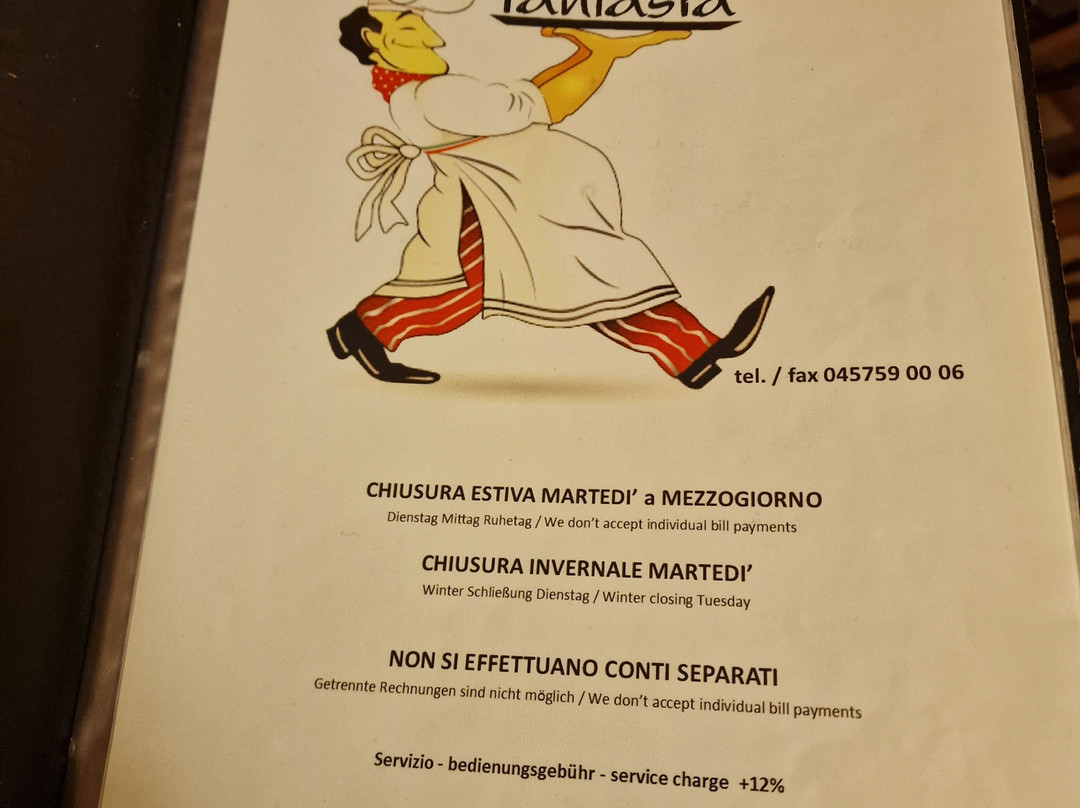 fantasia
tel. / fax 045759 00 06
CHIUSURA ESTIVA MARTEDI’ a MEZZOGIORNO
Dienstag Mittag Ruhetag / We don’t accept individual bill payments
CHIUSURA INVERNALE MARTEDI’
Winter Schließung Dienstag / Winter closing Tuesday
NON SI EFFETTUANO CONTI SEPARATI
Getrennte Rechnungen sind nicht möglich / We don’t accept individual bill payments
Servizio - bedienungsgebühr - service charge +12%